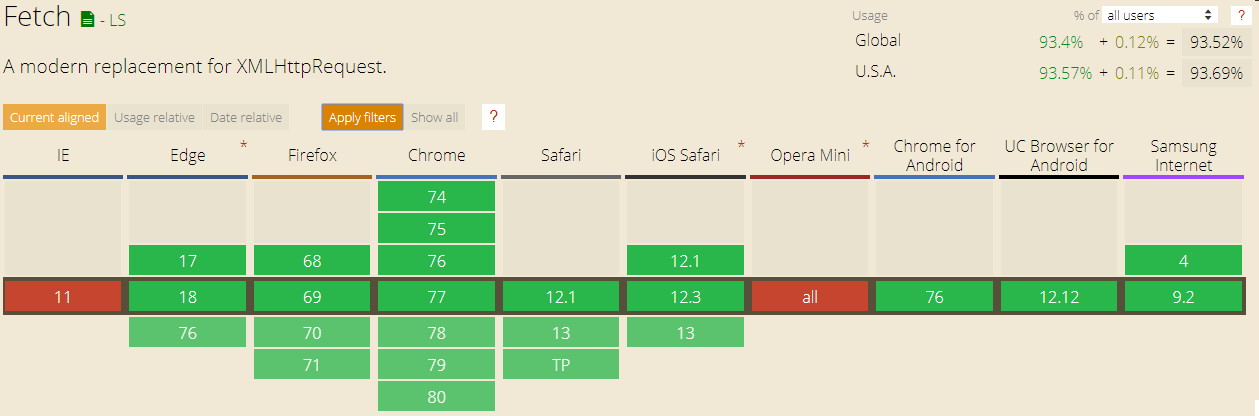 Fetch - LS
Usage % of all users ?
Global 93.4% + 0.12% = 93.52%
U.S.A. 93.57% + 0.11% = 93.69%
A modern replacement for XMLHttpRequest.
Current aligned Usage relative Date relative Apply filters Show all ?
IE Edge * Firefox Chrome Safari iOS Safari * Opera Mini * Chrome for Android UC Browser for Android Samsung Internet
74
75
17 68 76 12.1 4
11 18 69 77 12.1 12.3 all 76 12.12 9.2
76 70 78 13 13
71 79 TP
80